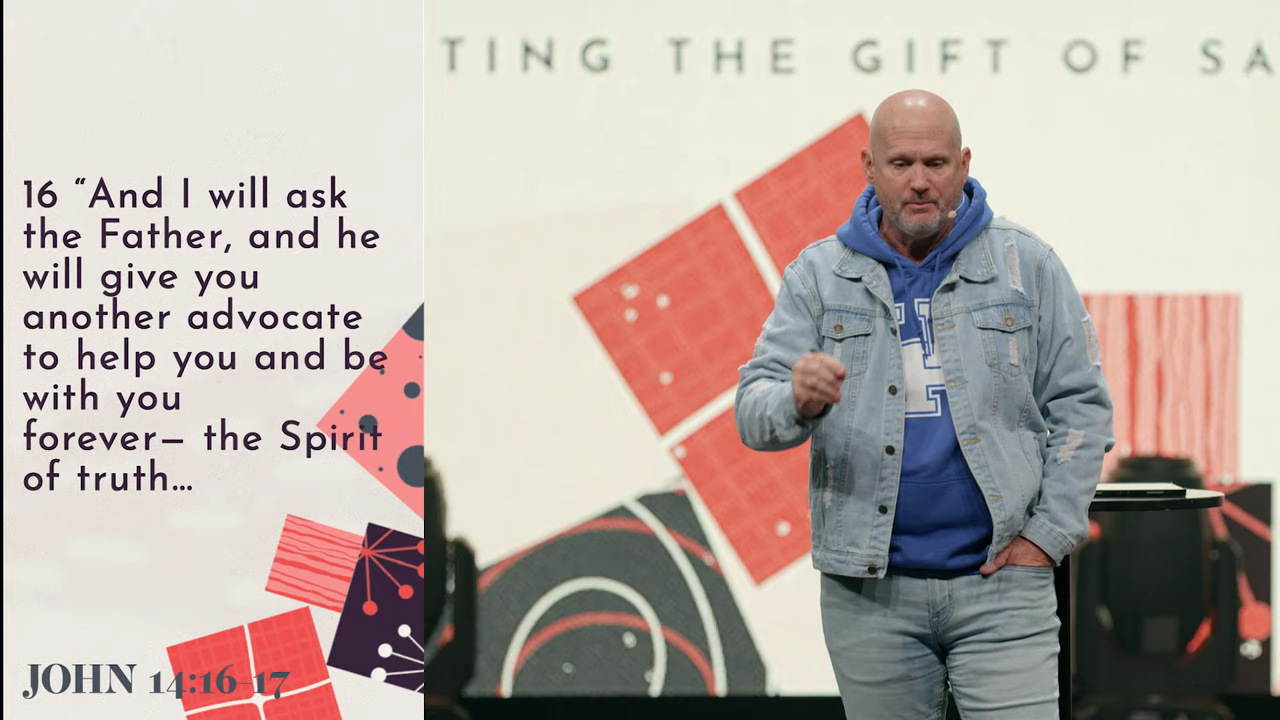 16 “And I will ask
the Father, and he
will give you
another advocate
to help you and be
with you
forever– the Spirit
of truth...
JOHN 14:16-17
TING THE GIFT OF SA